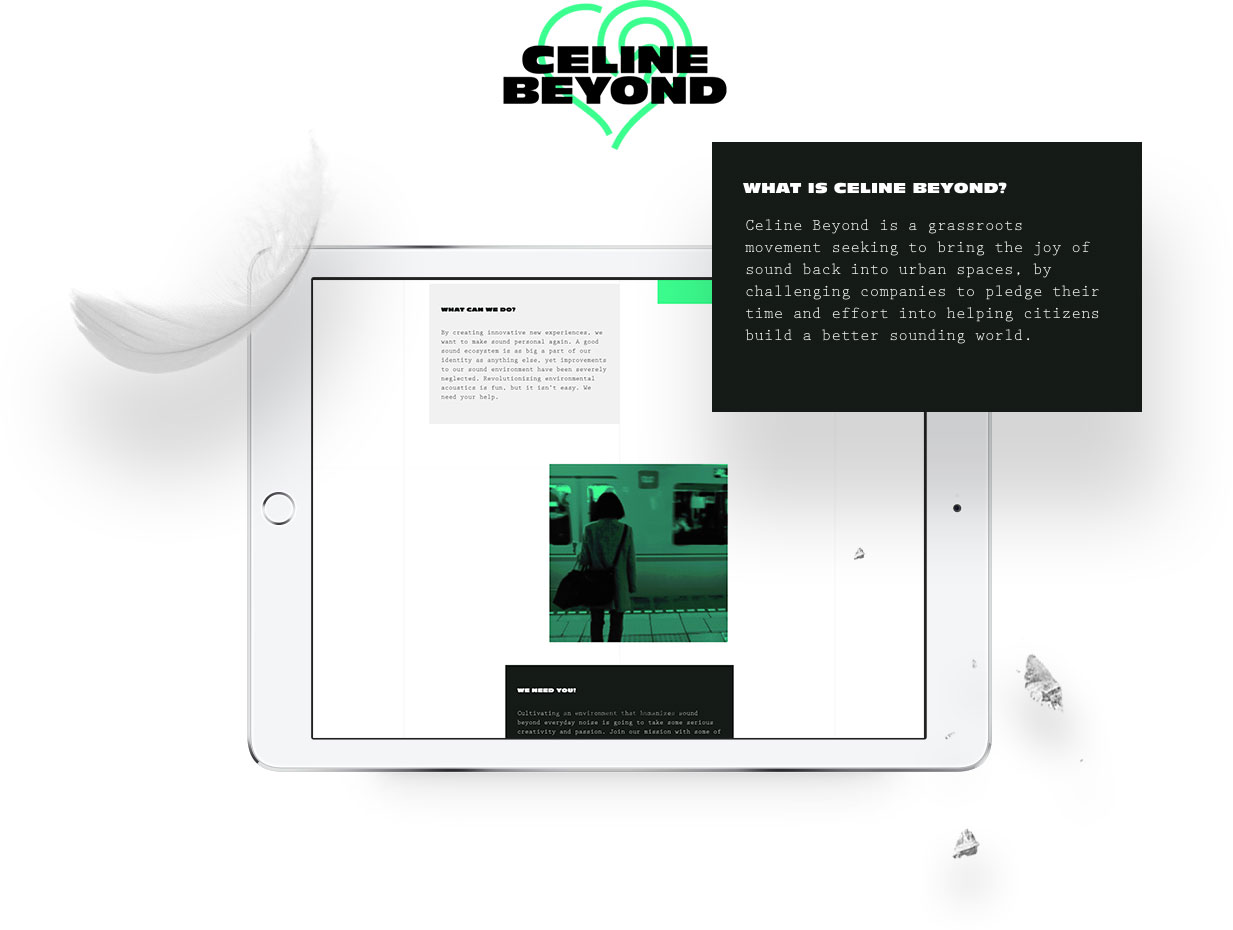 CELINE
BEYOND
WHAT IS CELINE BEYOND?
Celine Beyond is a grassroots
movement seeking to bring the joy of
sound back into urban spaces, by
challenging companies to pledge their
time and effort into helping citizens
build a better sounding world.
WHAT CAN WE DO?
By creating innovative new experiences, we
want to make sound personal again. A good
sound ecosystem is as big a part of our
identity as anything else, yet improvements
to our sound environment have been severely
neglected. Revolutionizing environmental
acoustics is fun, but it isn't easy. We
need your help.
WE NEED YOU!
Cultivating an environment that humanizes sound
beyond everyday noise is going to take some serious
creativity and passion. Join our mission with some of